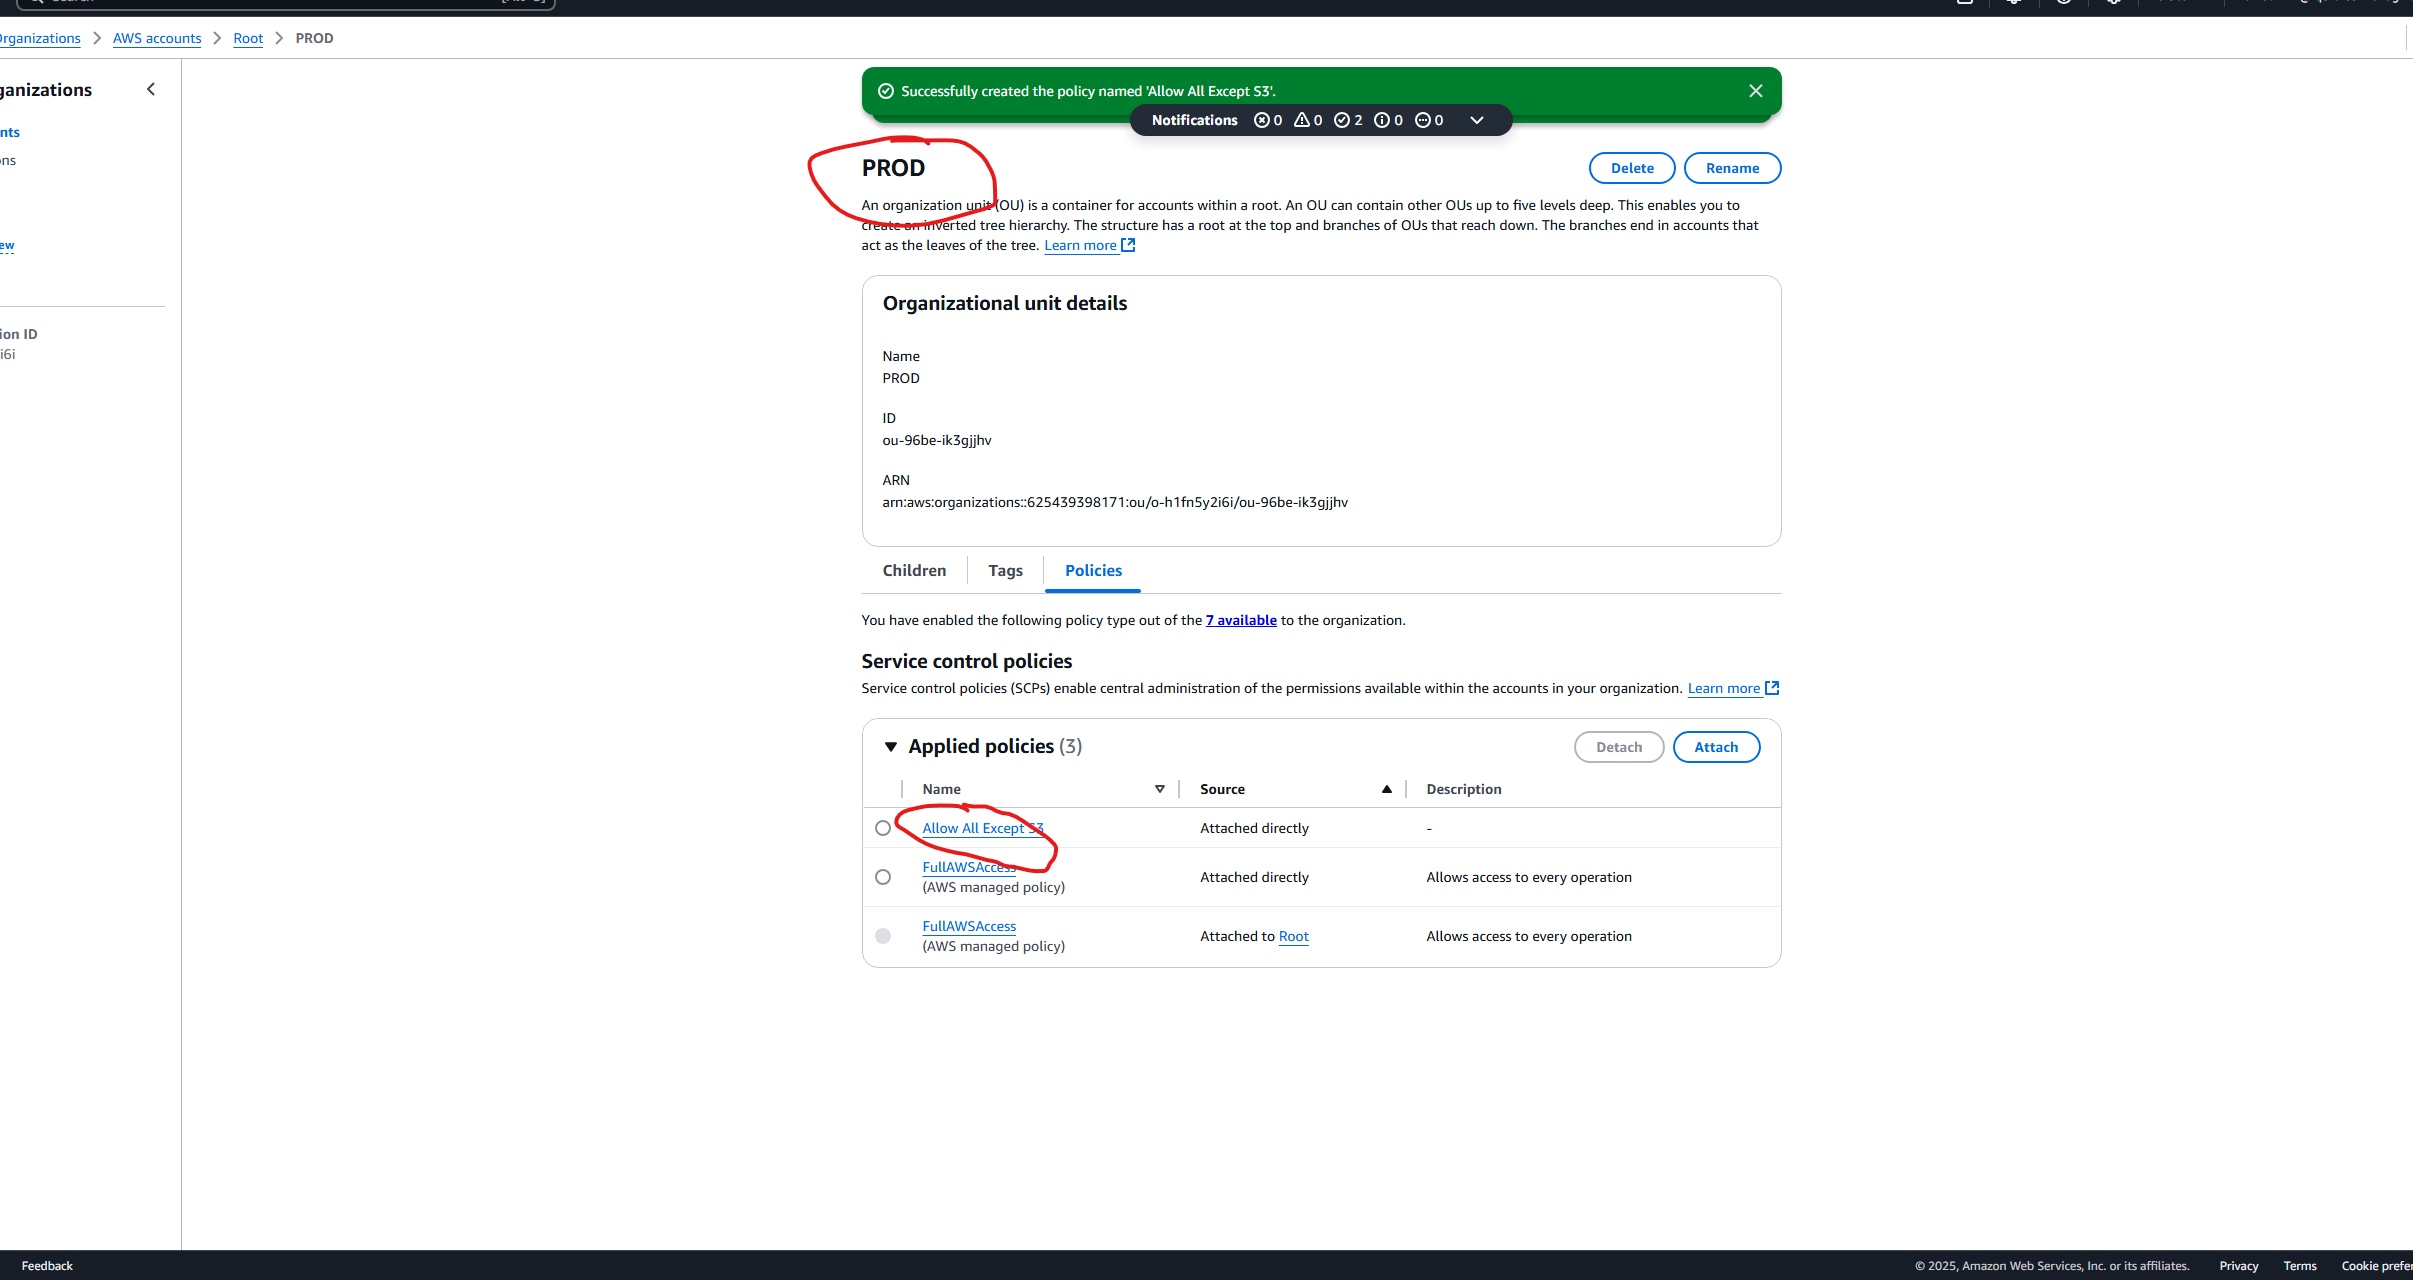 Organizations > AWS accounts > Root > PROD
Successfully created the policy named 'Allow All Except S3'.
Notifications 0 0 2 0 0
PROD
Delete Rename
An organization unit (OU) is a container for accounts within a root. An OU can contain other OUs up to five levels deep. This enables you to
create an inverted tree hierarchy. The structure has a root at the top and branches of OUs that reach down. The branches end in accounts that
act as the leaves of the tree. Learn more
Organizational unit details
Name
PROD
ID
ou-96be-ik3gjjhv
ARN
arn:aws:organizations::625439398171:ou/o-h1fn5y2i6i/ou-96be-ik3gjjhv
Children Tags Policies
You have enabled the following policy type out of the 7 available to the organization.
Service control policies
Service control policies (SCPs) enable central administration of the permissions available within the accounts in your organization. Learn more
Applied policies (3)
Detach Attach
Name Source Description
Allow All Except S3 Attached directly -
FullAWSAccess
(AWS managed policy) Attached directly Allows access to every operation
FullAWSAccess
(AWS managed policy) Attached to Root Allows access to every operation
ganizations
nts
ons
ew
ion ID
i6i
Feedback
© 2025, Amazon Web Services, Inc. or its affiliates. Privacy Terms Cookie prefer